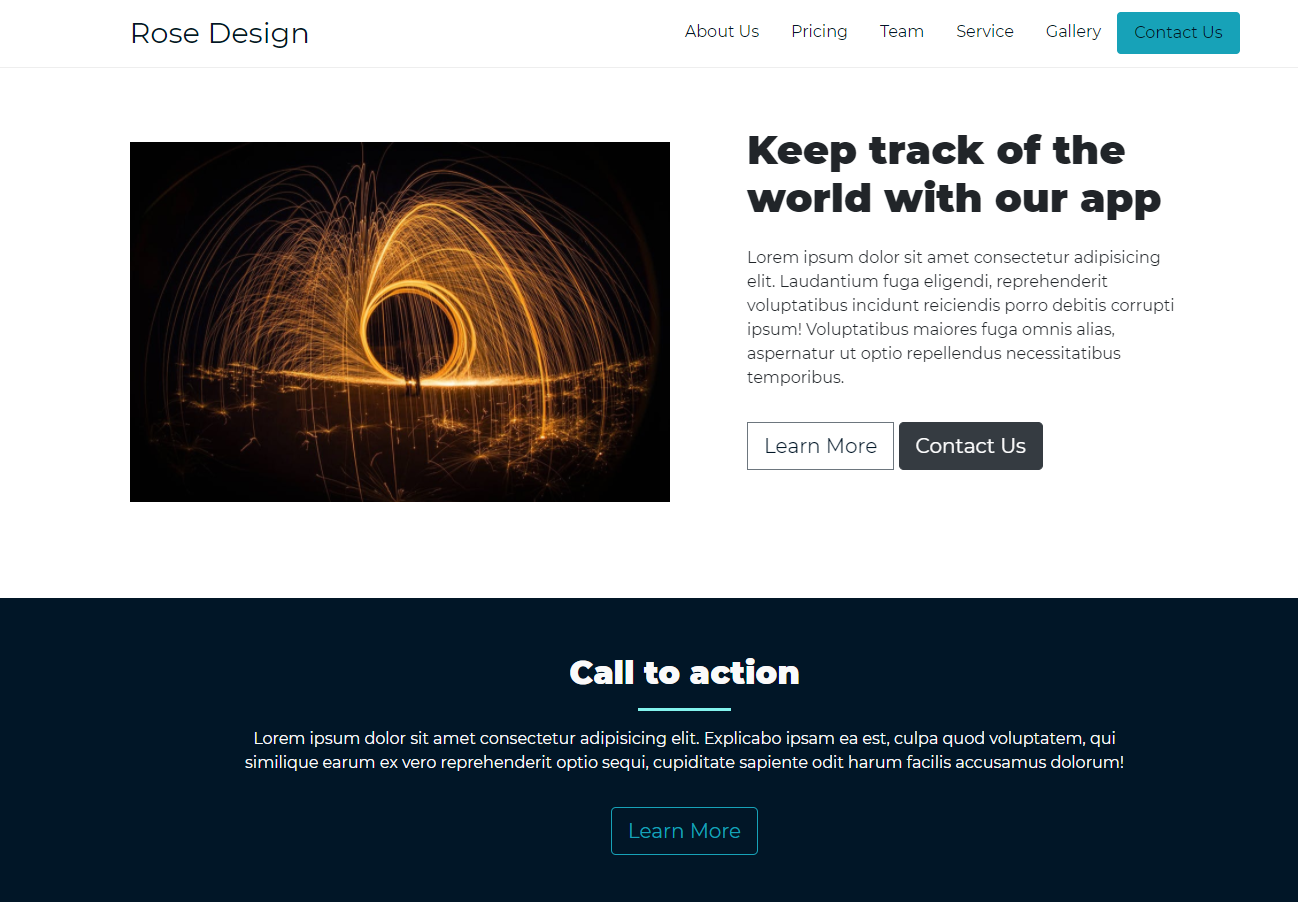 Rose Design
About Us Pricing Team Service Gallery Contact Us
Keep track of the
world with our app
Lorem ipsum dolor sit amet consectetur adipisicing
elit. Laudantium fuga eligendi, reprehenderit
voluptatibus incidunt reiciendis porro debitis corrupti
ipsum! Voluptatibus maiores fuga omnis alias,
aspernatur ut optio repellendus necessitatibus
temporibus.
Learn More Contact Us
Call to action
Lorem ipsum dolor sit amet consectetur adipisicing elit. Explicabo ipsam ea est, culpa quod voluptatem, qui
similique earum ex vero reprehenderit optio sequi, cupiditate sapiente odit harum facilis accusamus dolorum!
Learn More